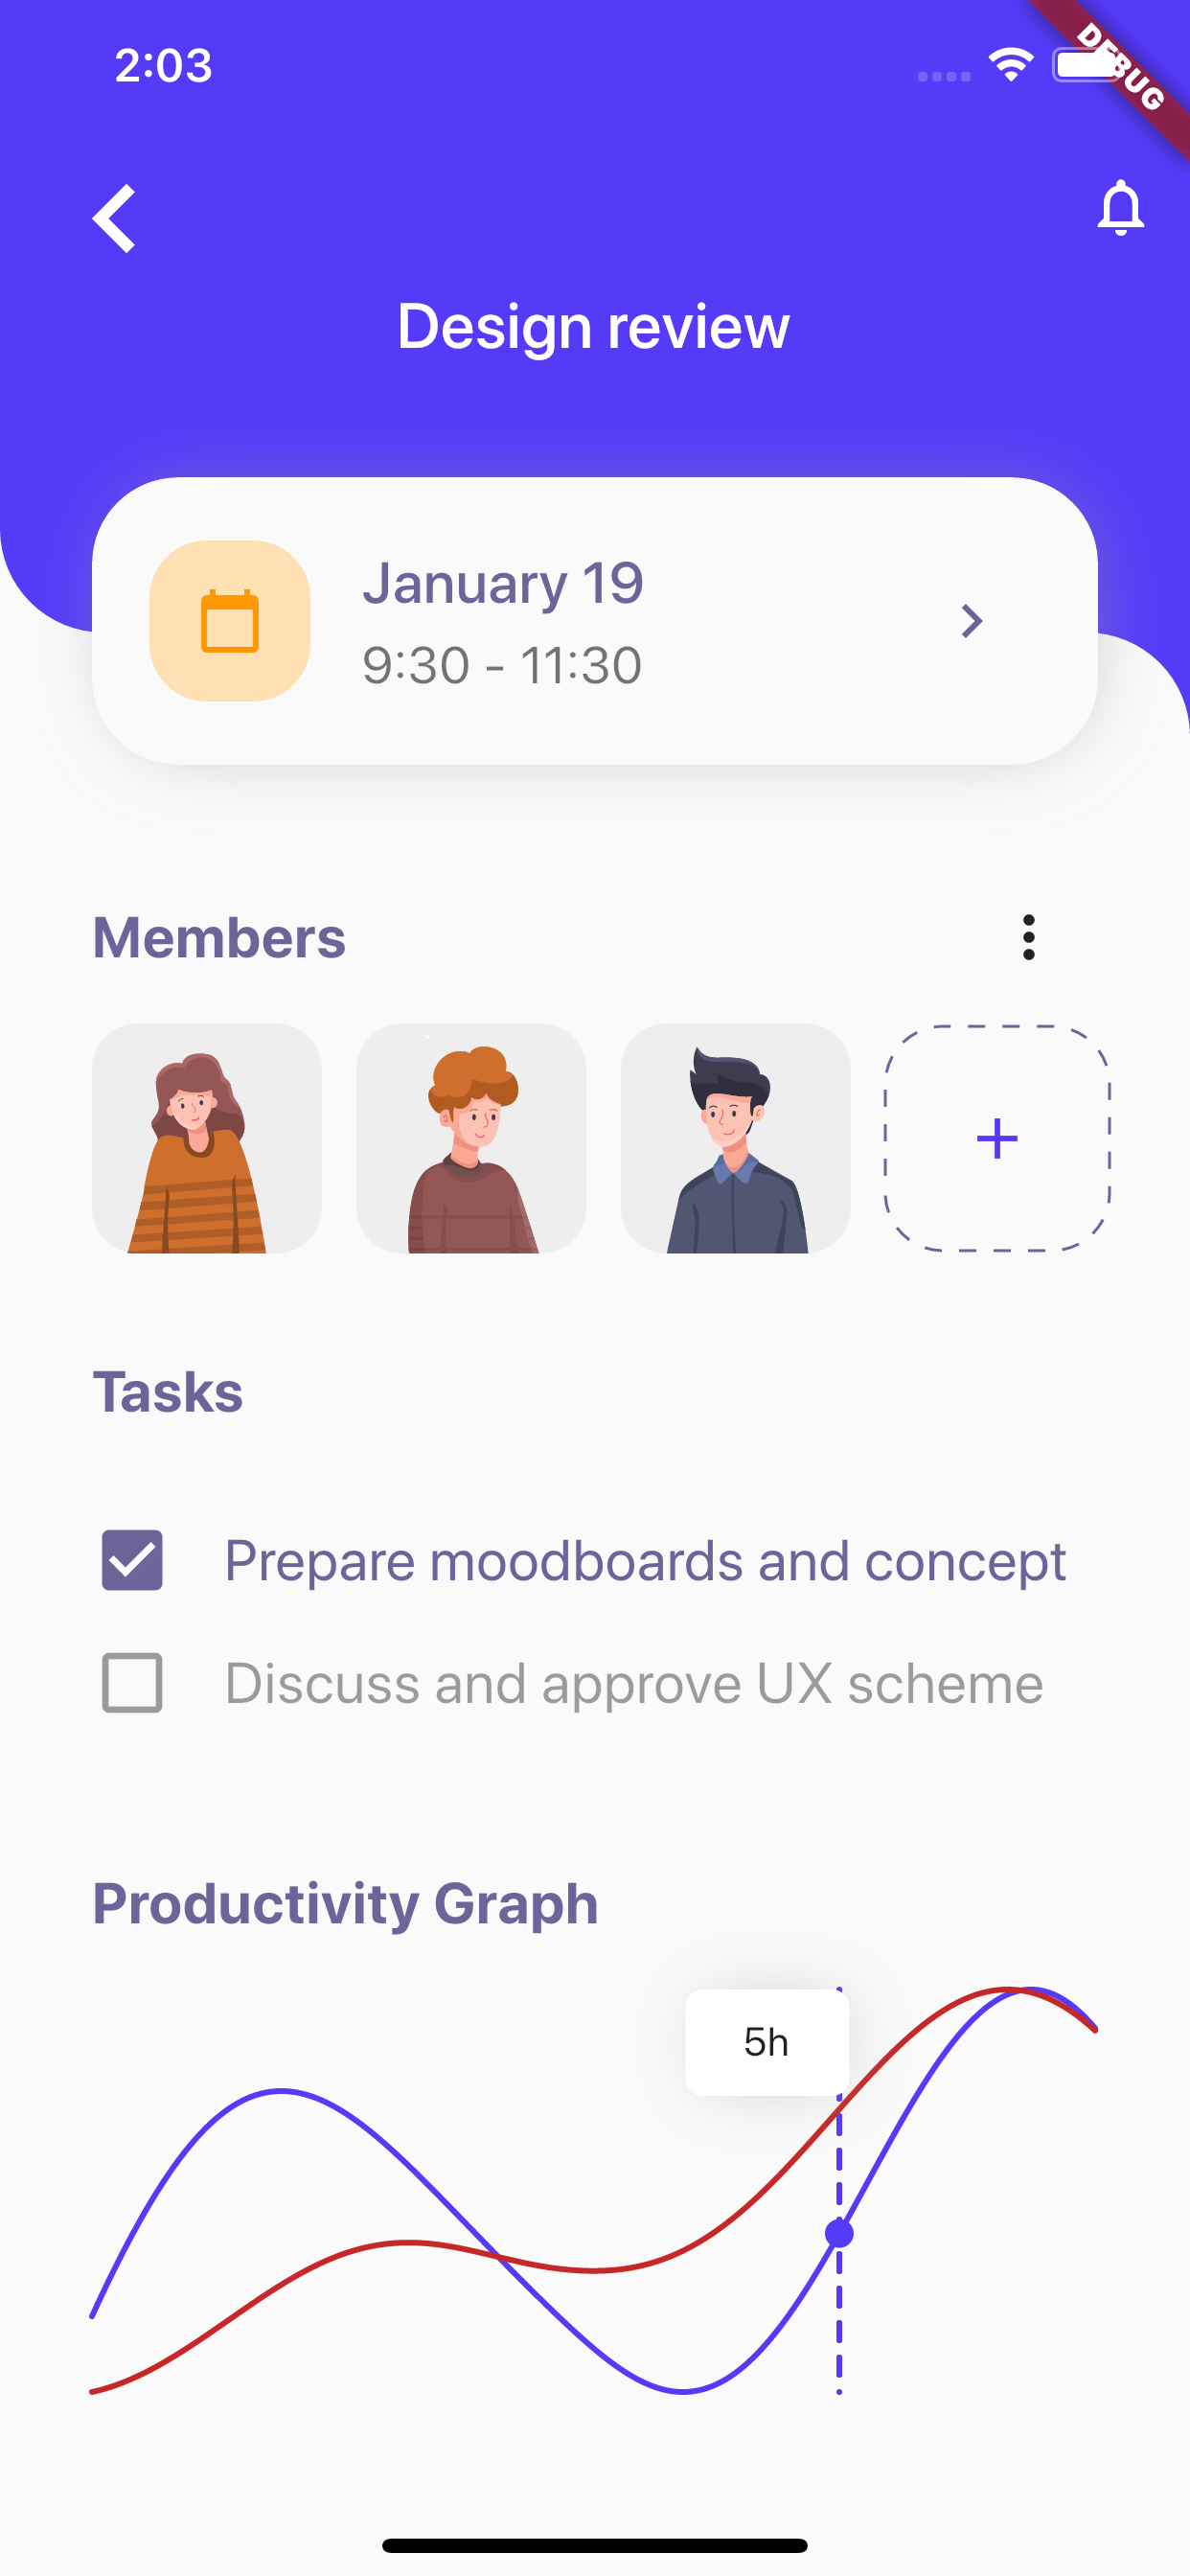 2:03
DEBUG
Design review
January 19
9:30 - 11:30
Members
Tasks
Prepare moodboards and concept
Discuss and approve UX scheme
Productivity Graph
5h